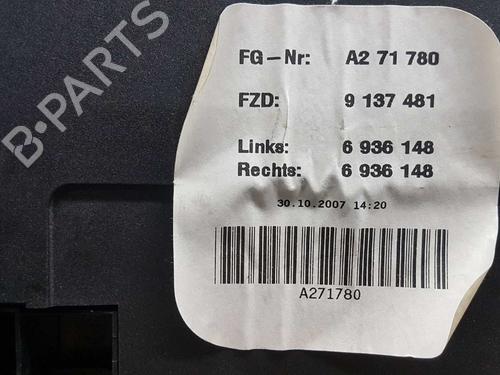 B-PARTS
FG-Nr: A2 71 780
FZD: 9 137 481
Links: 6 936 148
Rechts: 6 936 148
30.10.2007 14:20
A271780